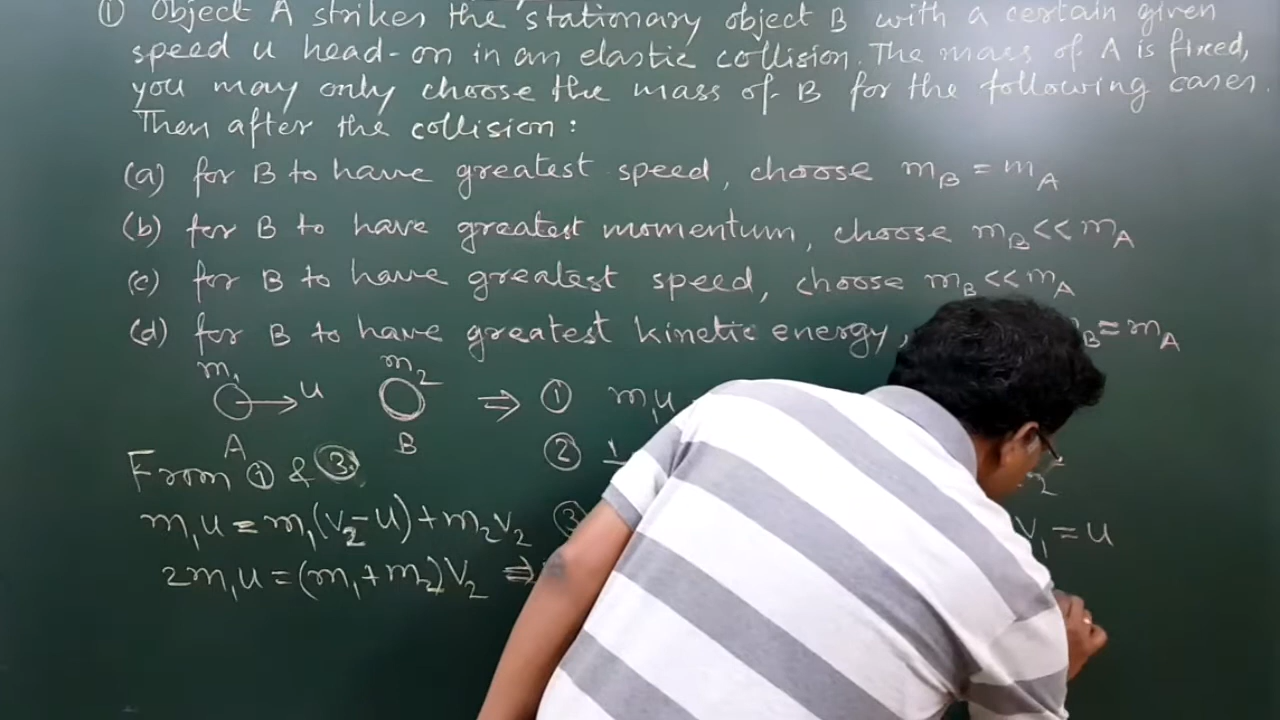 ① Object A strikes the stationary object B with a certain given
speed u head-on in an elastic collision. The mass of A is fixed,
you may only choose the mass of B for the following cases.
Then after the collision:
(a) for B to have greatest speed, choose m_B = m_A
(b) for B to have greatest momentum, choose m_B << m_A
(c) for B to have greatest speed, choose m_B << m_A
(d) for B to have greatest kinetic energy, B = m_A
m₁ u m₂ ⇒ ① m₁u
A B ② 1 2
From ① & ③.
m₁u = m₁(v₂-u)+m₂v₂ ③ v₁ = u
2m₁u = (m₁+m₂)v₂ ⇒